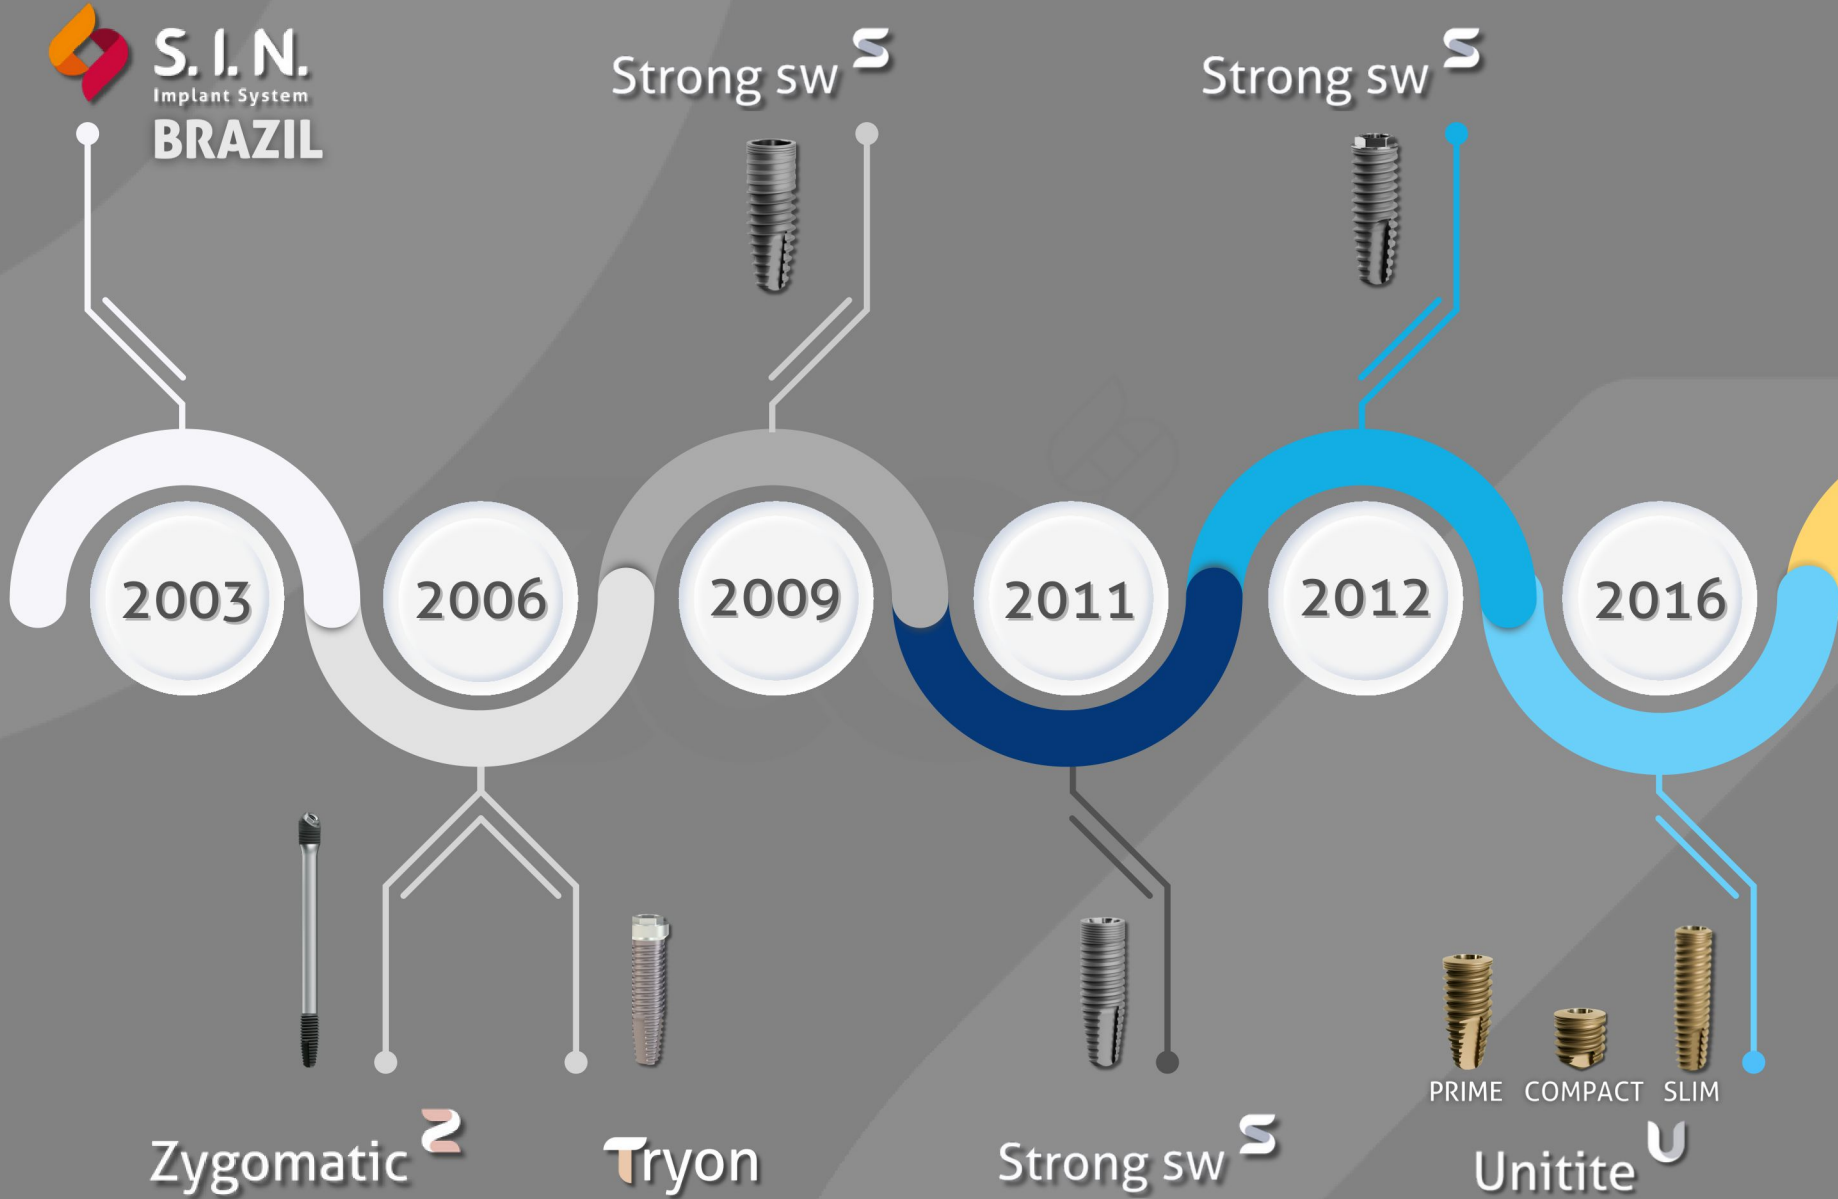 S.I.N.
Implant System
BRAZIL
Strong SW S
Strong SW S
2003
2006
2009
2011
2012
2016
PRIME COMPACT SLIM
Zygomatic Z
Tryon
Strong SW S
Unitite U